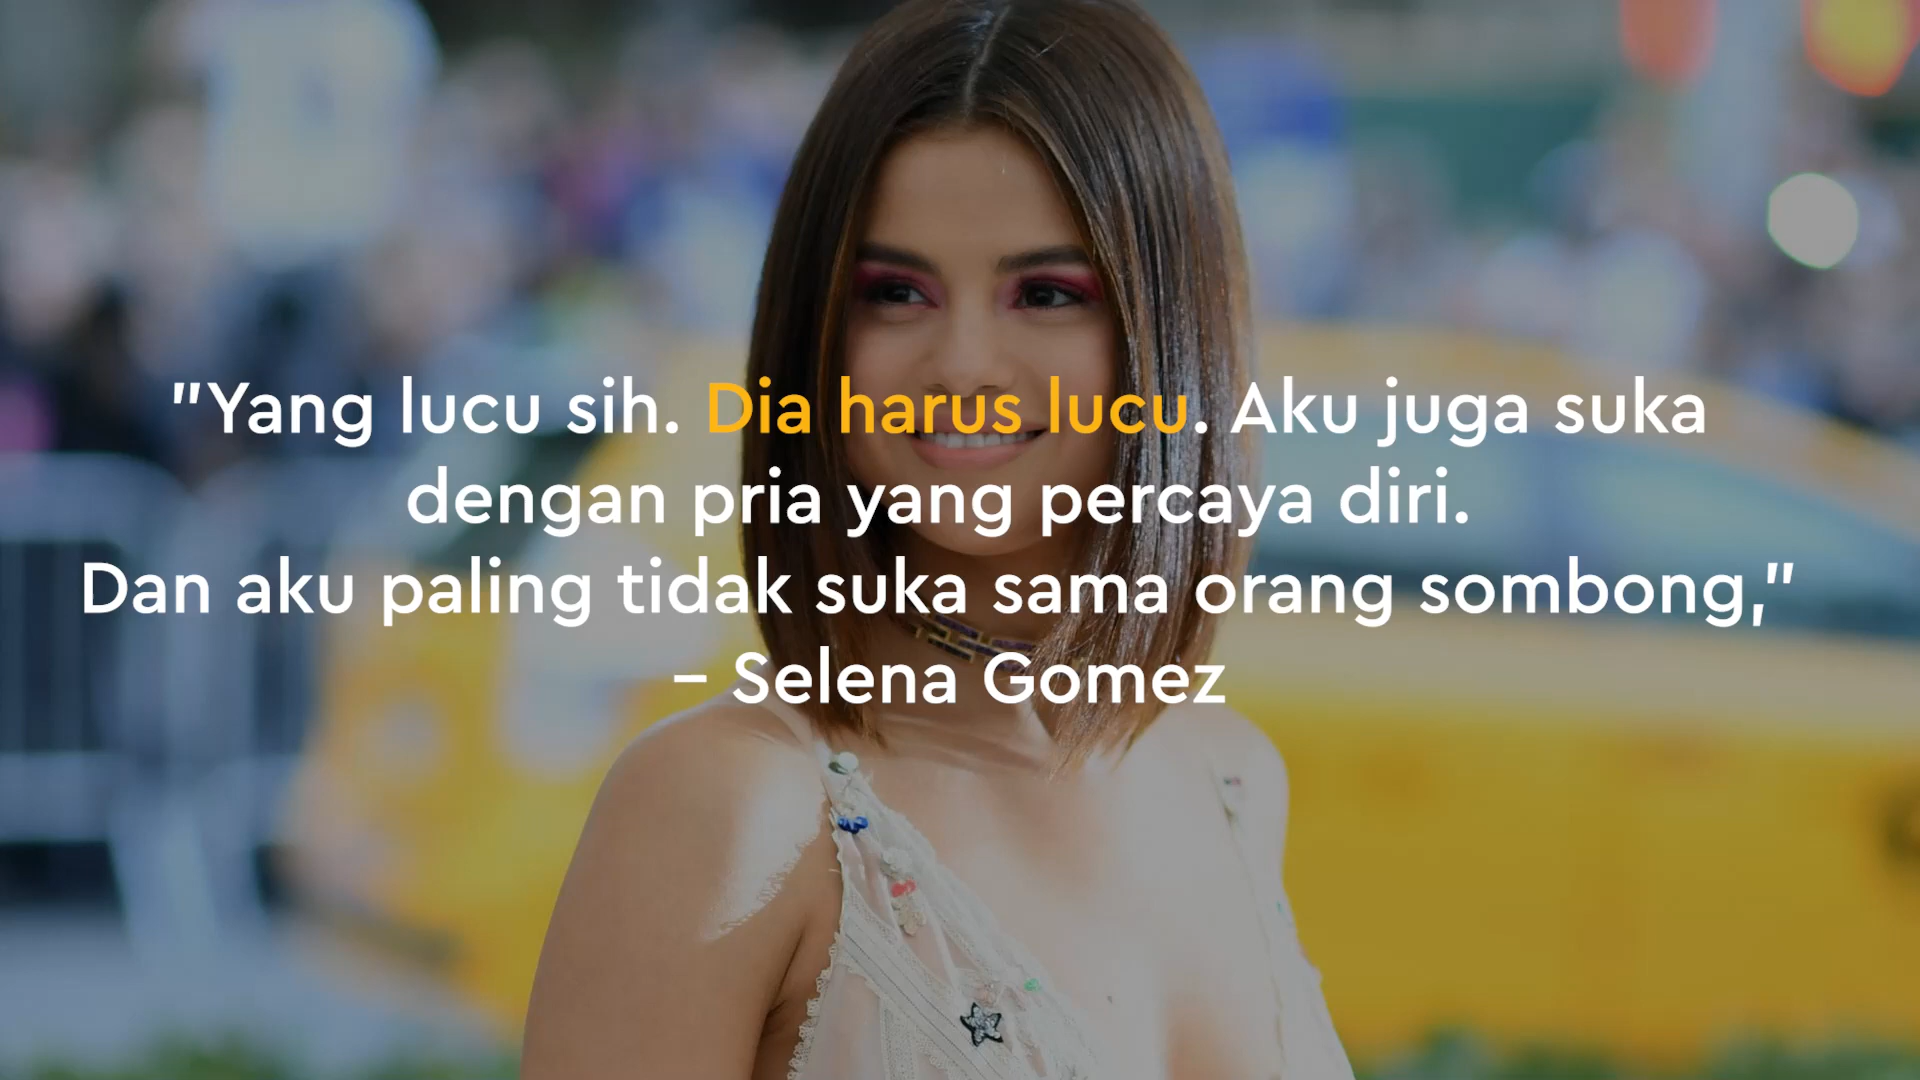 "Yang lucu sih. Dia harus lucu. Aku juga suka
dengan pria yang percaya diri.
Dan aku paling tidak suka sama orang sombong,"
– Selena Gomez